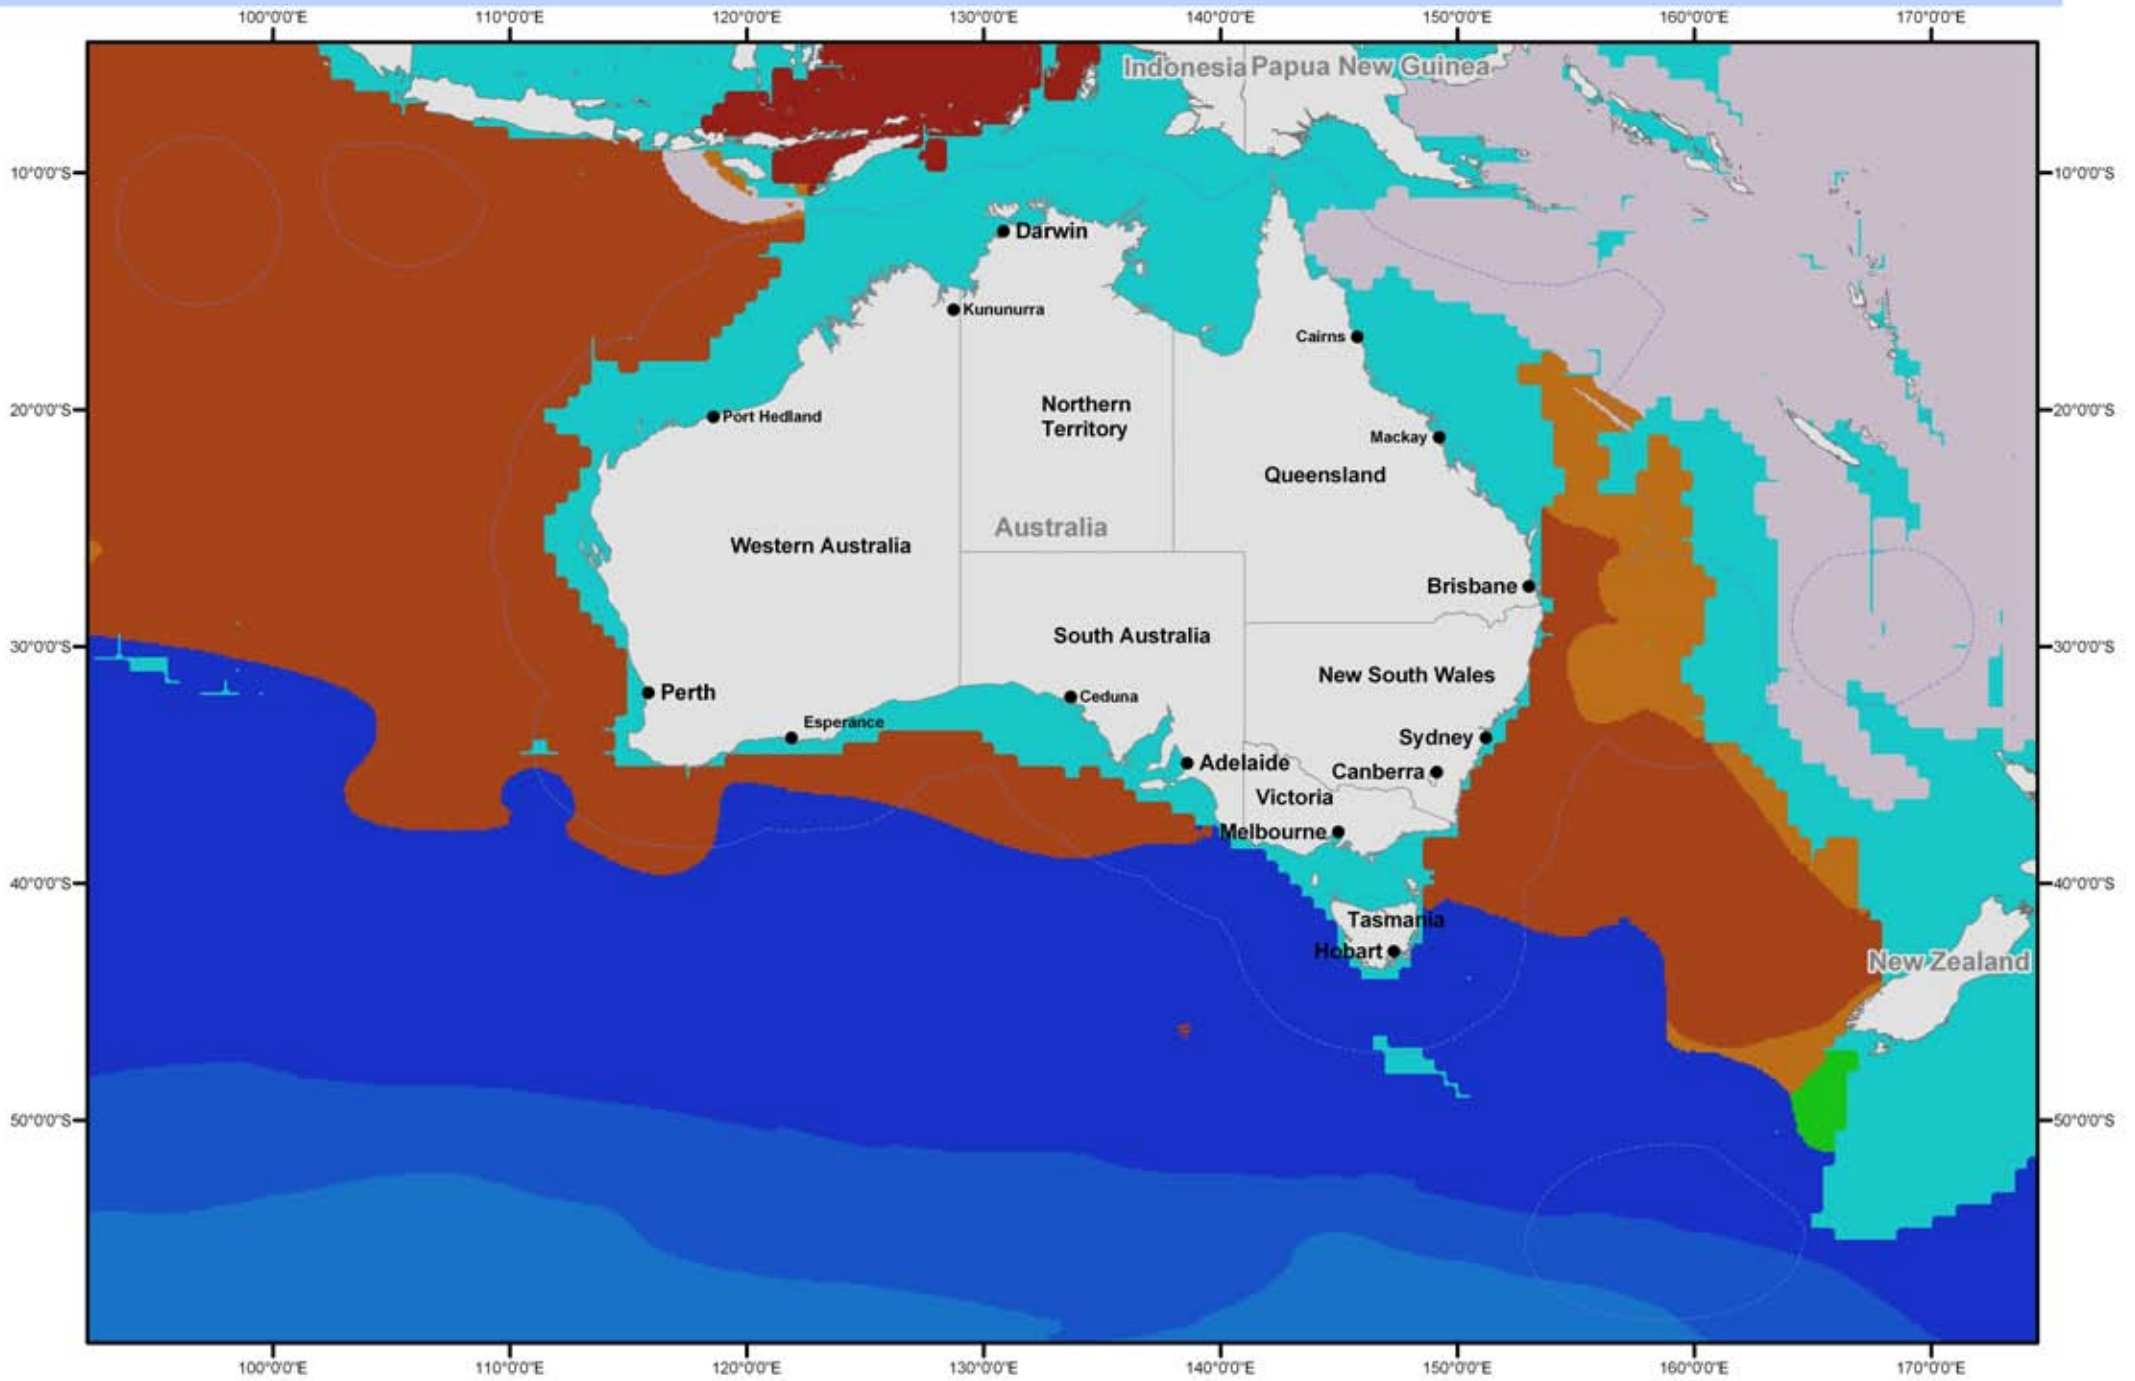 100°0'0"E 110°0'0"E 120°0'0"E 130°0'0"E 140°0'0"E 150°0'0"E 160°0'0"E 170°0'0"E
Indonesia Papua New Guinea
10°0'0"S 10°0'0"S
Darwin
Kununurra
Cairns
Northern
Territory
20°0'0"S 20°0'0"S
Port Hedland
Mackay
Queensland
Australia
Western Australia
Brisbane
South Australia
30°0'0"S 30°0'0"S
New South Wales
Perth
Ceduna
Esperance
Sydney
Adelaide
Canberra
Victoria
Melbourne
40°0'0"S 40°0'0"S
Tasmania
Hobart
New Zealand
50°0'0"S 50°0'0"S
100°0'0"E 110°0'0"E 120°0'0"E 130°0'0"E 140°0'0"E 150°0'0"E 160°0'0"E 170°0'0"E